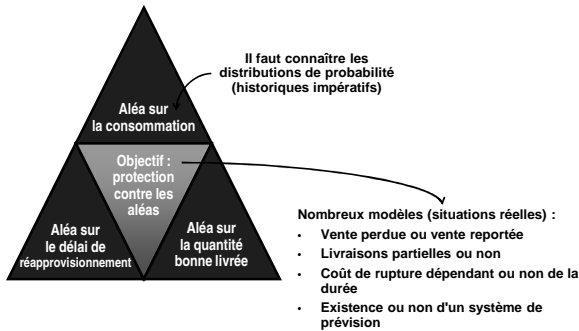 Il faut connaître les
distributions de probabilité
(historiques impératifs)
Aléa sur
la consommation
Objectif :
protection
contre les
aléas
Aléa sur
le délai de
réapprovisionnement
Aléa sur
la quantité
bonne livrée
Nombreux modèles (situations réelles) :
• Vente perdue ou vente reportée
• Livraisons partielles ou non
• Coût de rupture dépendant ou non de la
durée
• Existence ou non d'un système de
prévision